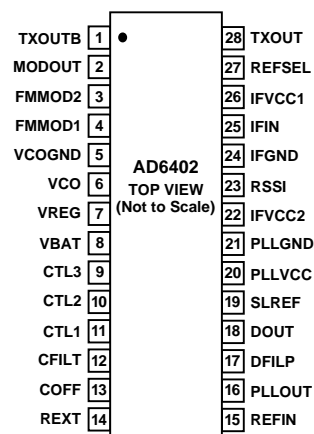 TXOUTB 1 28 TXOUT
MODOUT 2 27 REFSEL
FMMOD2 3 26 IFVCC1
FMMOD1 4 25 IFIN
VCOGND 5 24 IFGND
AD6402
VCO 6 TOP VIEW 23 RSSI
VREG 7 (Not to Scale) 22 IFVCC2
VBAT 8 21 PLLGND
CTL3 9 20 PLLVCC
CTL2 10 19 SLREF
CTL1 11 18 DOUT
CFILT 12 17 DFILP
COFF 13 16 PLLOUT
REXT 14 15 REFIN